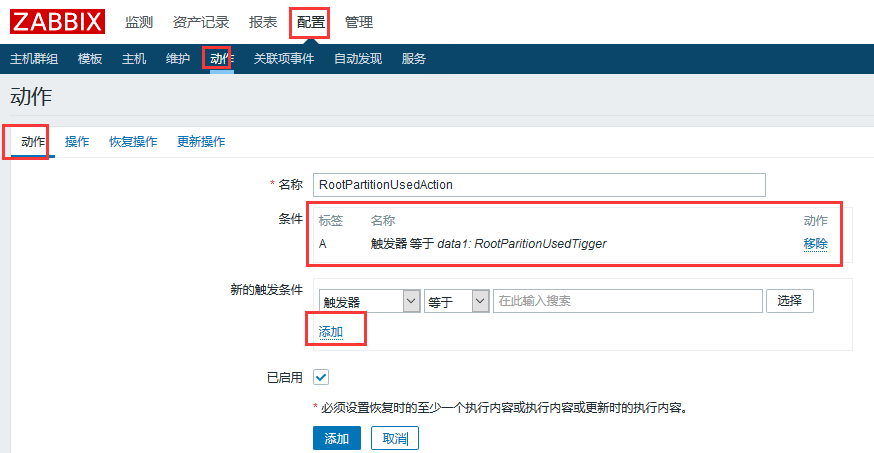 ZABBIX 监测 资产记录 报表 配置 管理
主机群组 模板 主机 维护 动作 关联项事件 自动发现 服务
动作
动作 操作 恢复操作 更新操作
* 名称 RootPartitionUsedAction
条件 标签 名称 动作
A 触发器 等于 data1: RootParitionUsedTigger 移除
新的触发条件 触发器 等于 在此输入搜索 选择
添加
已启用
* 必须设置恢复时的至少一个执行内容或执行内容或更新时的执行内容。
添加 取消